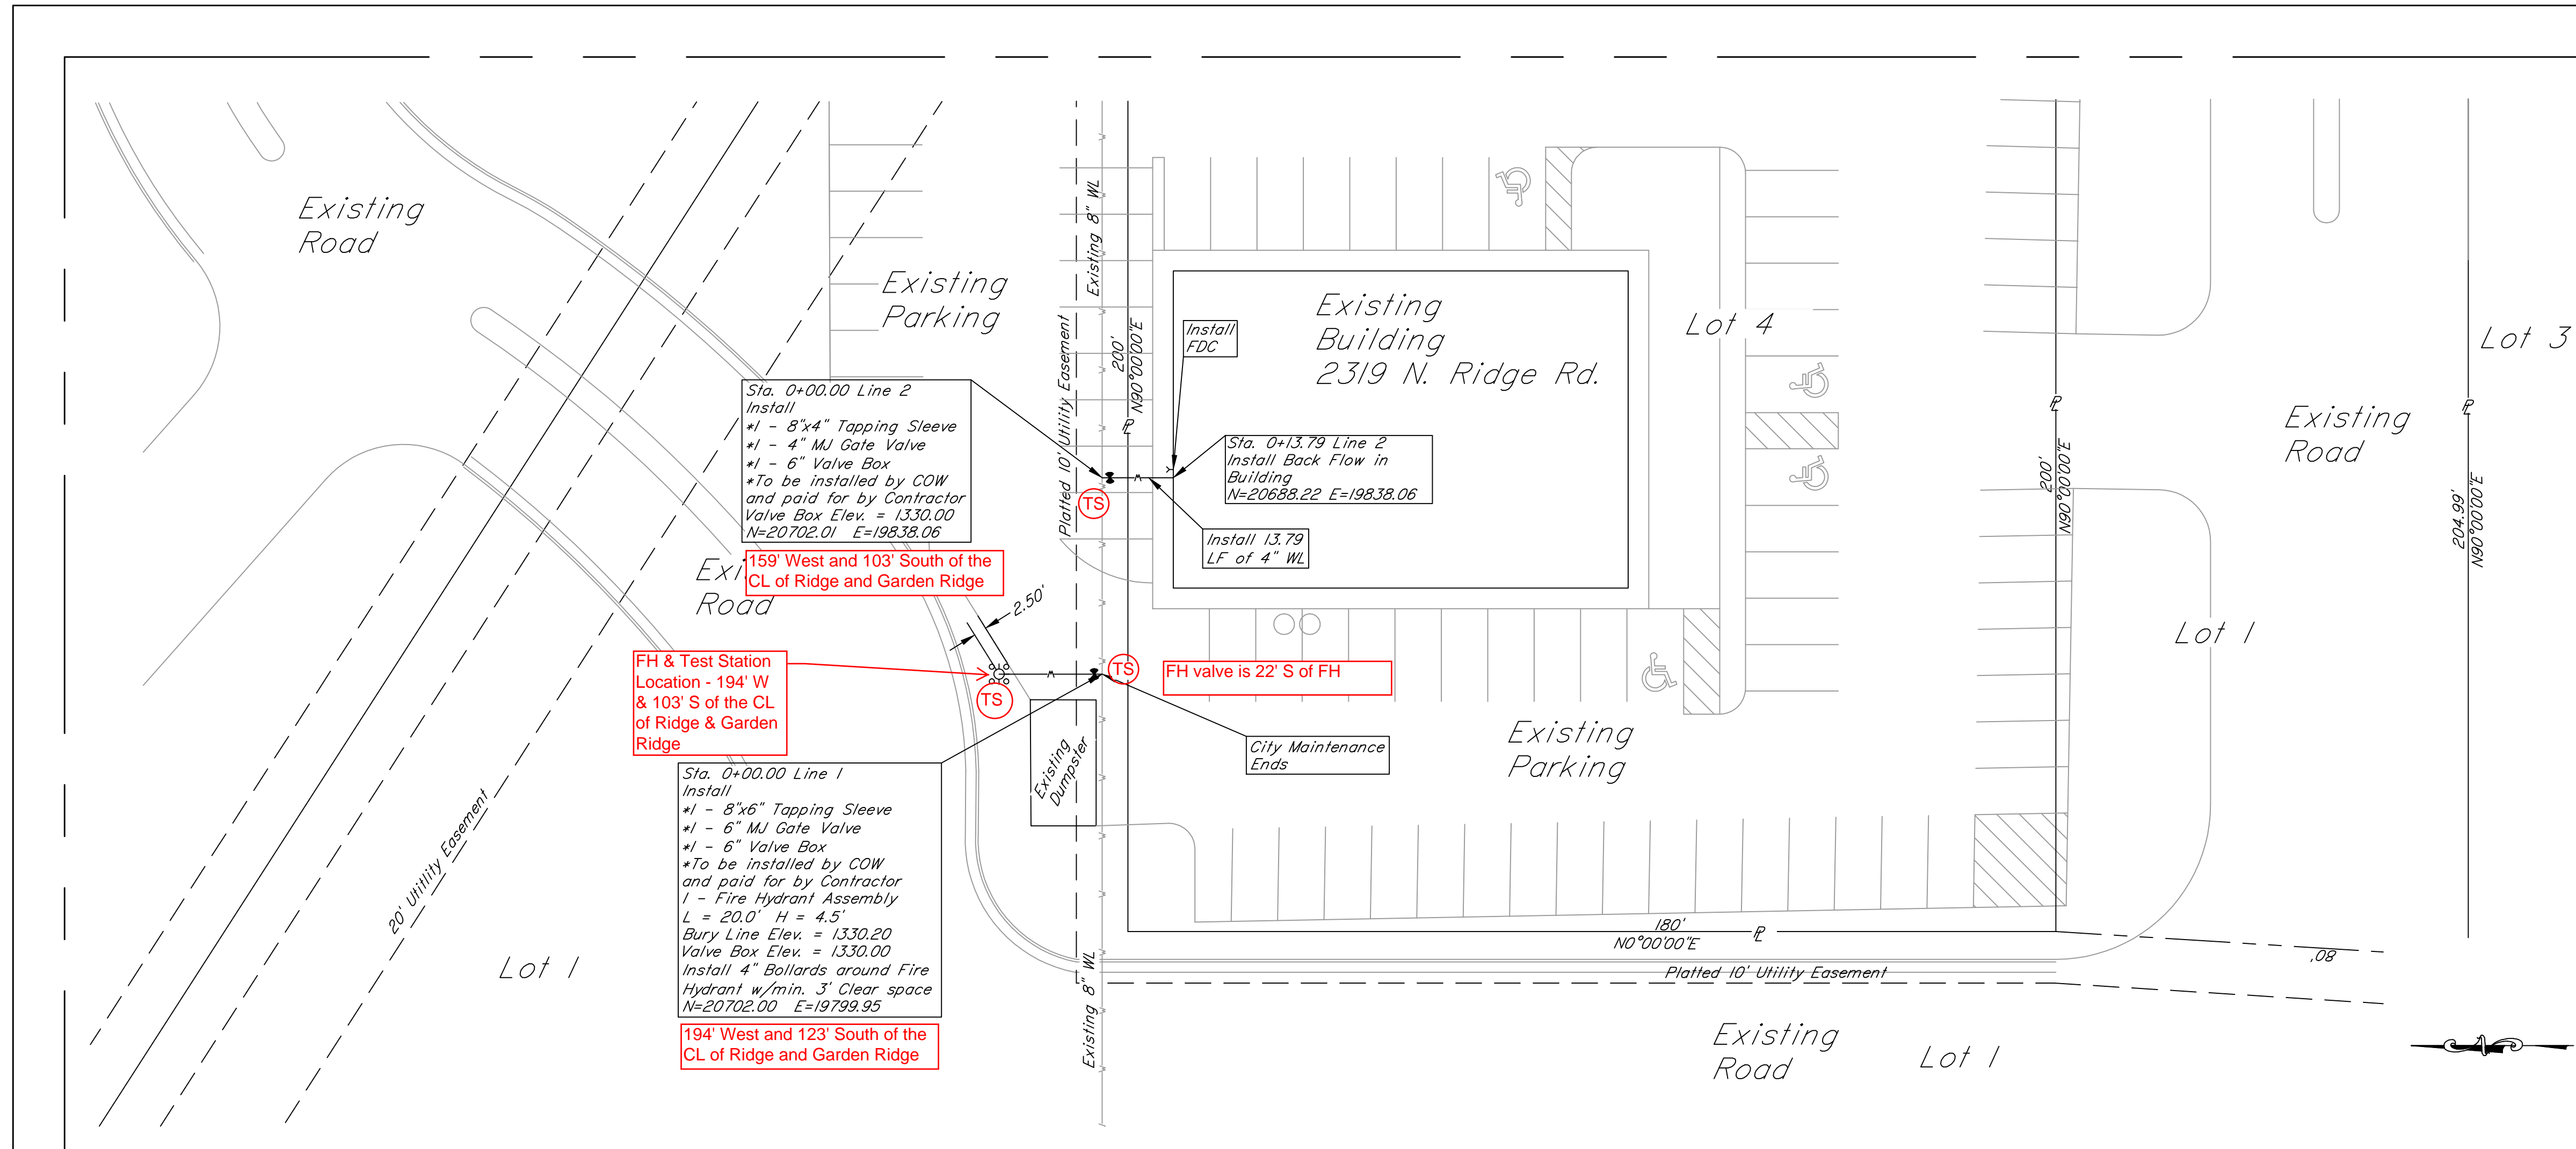 Existing
Road
Existing
Parking
Existing 8" WL
Platted 10' Utility Easement
200'
N90°00'00"E
℄
Install
FDC
Existing
Building
2319 N. Ridge Rd.
Lot 4
Lot 3
Sta. 0+00.00 Line 2
Install
*1 - 8"x4" Tapping Sleeve
*1 - 4" MJ Gate Valve
*1 - 6" Valve Box
*To be installed by COW
and paid for by Contractor
Valve Box Elev. = 1330.00
N=20702.01 E=19838.06
159' West and 103' South of the
CL of Ridge and Garden Ridge
Exi
Road
TS
Sta. 0+13.79 Line 2
Install Back Flow in
Building
N=20688.22 E=19838.06
Install 13.79
LF of 4" WL
Y
PL
200'
N90°00'00"E
Existing
Road
PL
204.99'
N90°00'00"E
2.50'
FH & Test Station
Location - 194' W
& 103' S of the CL
of Ridge & Garden
Ridge
TS
TS
FH valve is 22' S of FH
City Maintenance
Ends
Existing
Dumpster
Existing
Parking
Lot 1
Sta. 0+00.00 Line 1
Install
*1 - 8"x6" Tapping Sleeve
*1 - 6" MJ Gate Valve
*1 - 6" Valve Box
*To be installed by COW
and paid for by Contractor
1 - Fire Hydrant Assembly
L = 20.0' H = 4.5'
Bury Line Elev. = 1330.20
Valve Box Elev. = 1330.00
Install 4" Bollards around Fire
Hydrant w/min. 3' Clear space
N=20702.00 E=19799.95
194' West and 123' South of the
CL of Ridge and Garden Ridge
20' Utitlity Easement
Lot 1
Existing 8" WL
180'
N0°00'00"E
PL
Platted 10' Utility Easement
80'
Existing
Road
Lot 1